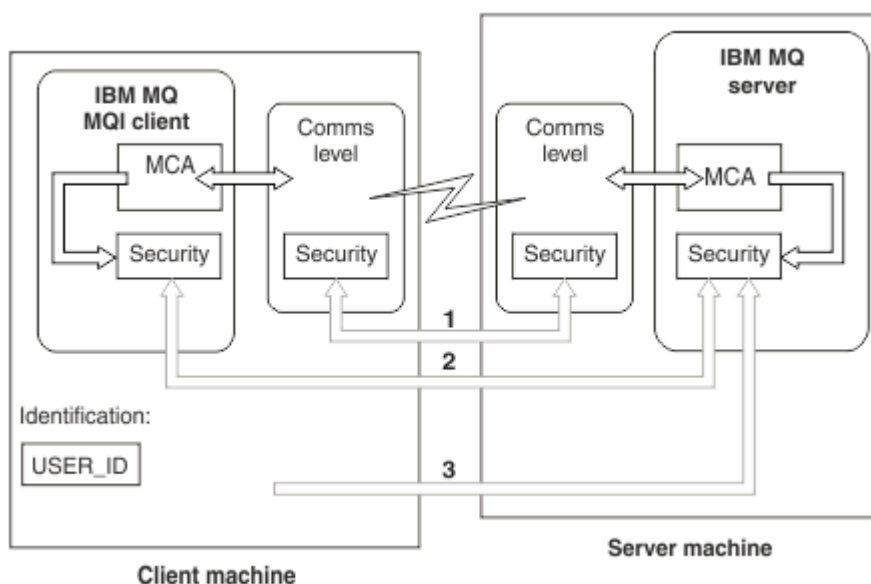 IBM MQ
MQI client
MCA
Security
Comms
level
Security
Comms
level
Security
IBM MQ
server
MCA
Security
1
2
3
Identification:
USER_ID
Client machine
Server machine